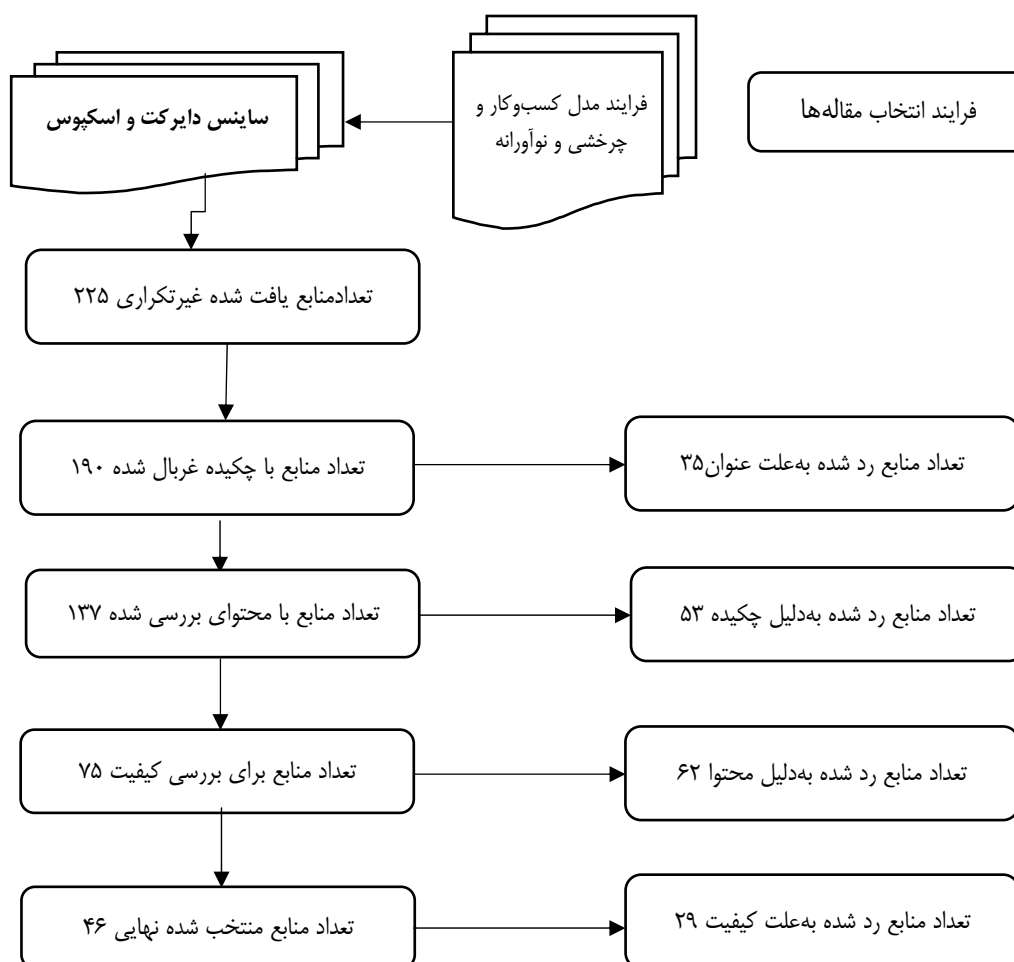 فرایند انتخاب مقاله‌ها
فرایند مدل کسب‌وکار و
چرخشی و نوآورانه
ساینس دایرکت و اسکپوس
تعدادمنابع یافت شده غیرتکراری ۲۲۵
تعداد منابع با چکیده غربال شده ۱۹۰
تعداد منابع رد شده به‌علت عنوان۳۵
تعداد منابع با محتوای بررسی شده ۱۳۷
تعداد منابع رد شده به‌دلیل چکیده ۵۳
تعداد منابع برای بررسی کیفیت ۷۵
تعداد منابع رد شده به‌دلیل محتوا ۶۲
تعداد منابع منتخب شده نهایی ۴۶
تعداد منابع رد شده به‌علت کیفیت ۲۹